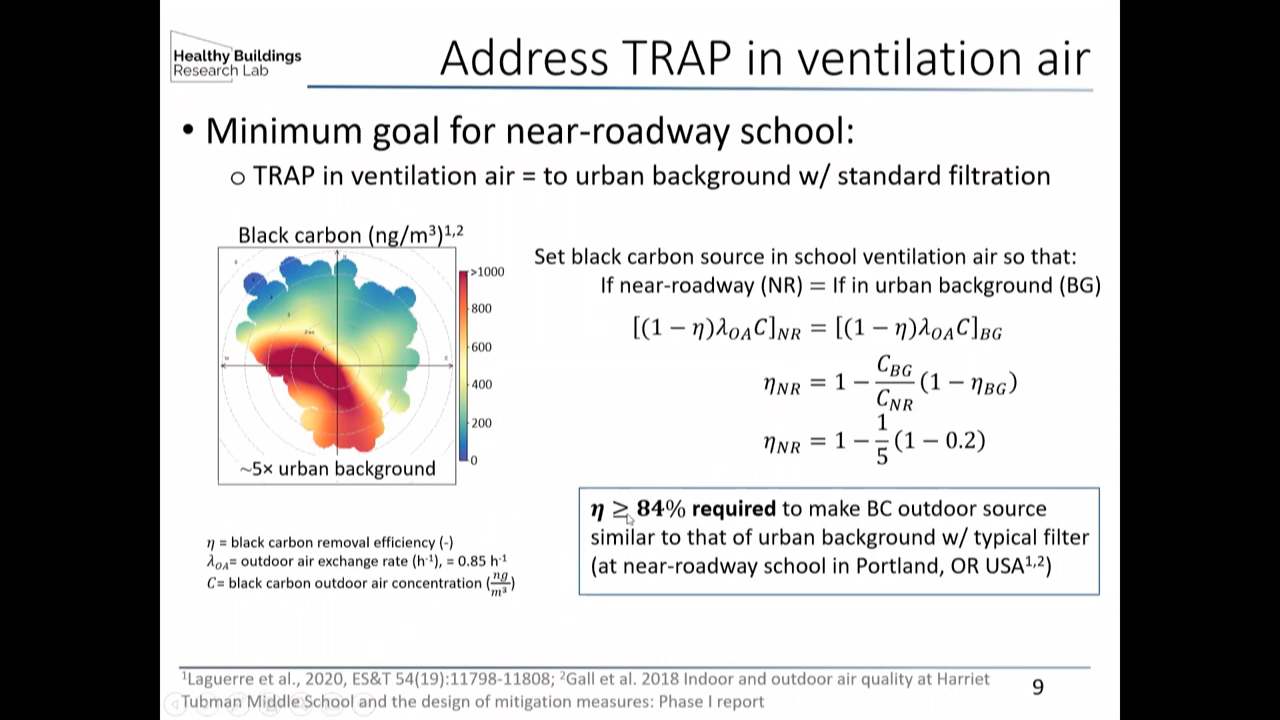 Healthy Buildings
Research Lab
Address TRAP in ventilation air
• Minimum goal for near-roadway school:
o TRAP in ventilation air = to urban background w/ standard filtration
Black carbon (ng/m³)¹,²
>1000
800
600
400
200
0
~5x urban background
Set black carbon source in school ventilation air so that:
If near-roadway (NR) = If in urban background (BG)
[(1 − η)λ_OA C]_NR = [(1 − η)λ_OA C]_BG
η_NR = 1 − C_BG/C_NR (1 − η_BG)
η_NR = 1 − 1/5 (1 − 0.2)
η ≥ 84% required to make BC outdoor source
similar to that of urban background w/ typical filter
(at near-roadway school in Portland, OR USA¹,²)
η = black carbon removal efficiency (-)
λ_OA= outdoor air exchange rate (h⁻¹), = 0.85 h⁻¹
C= black carbon outdoor air concentration (ng/m³)
¹Laguerre et al., 2020, ES&T 54(19):11798-11808; ²Gall et al. 2018 Indoor and outdoor air quality at Harriet
Tubman Middle School and the design of mitigation measures: Phase I report
9